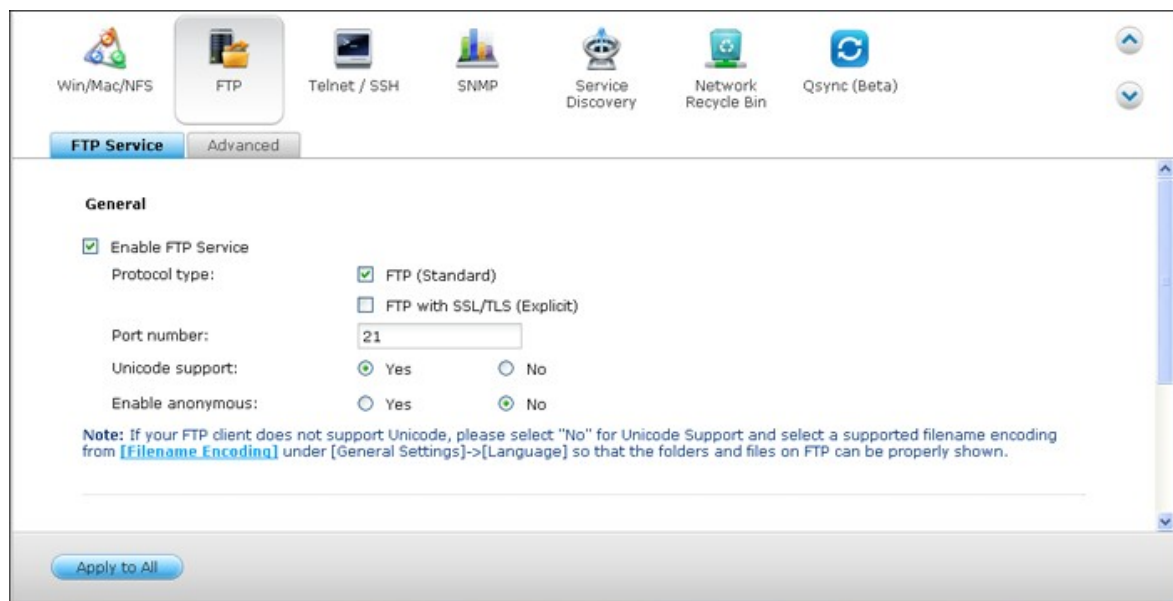 Win/Mac/NFS
FTP
Telnet / SSH
SNMP
Service
Discovery
Network
Recycle Bin
Qsync (Beta)
FTP Service
Advanced
General
Enable FTP Service
Protocol type:
FTP (Standard)
FTP with SSL/TLS (Explicit)
Port number:
21
Unicode support:
Yes
No
Enable anonymous:
Yes
No
Note: If your FTP client does not support Unicode, please select "No" for Unicode Support and select a supported filename encoding
from [Filename Encoding] under [General Settings]->[Language] so that the folders and files on FTP can be properly shown.
Apply to All